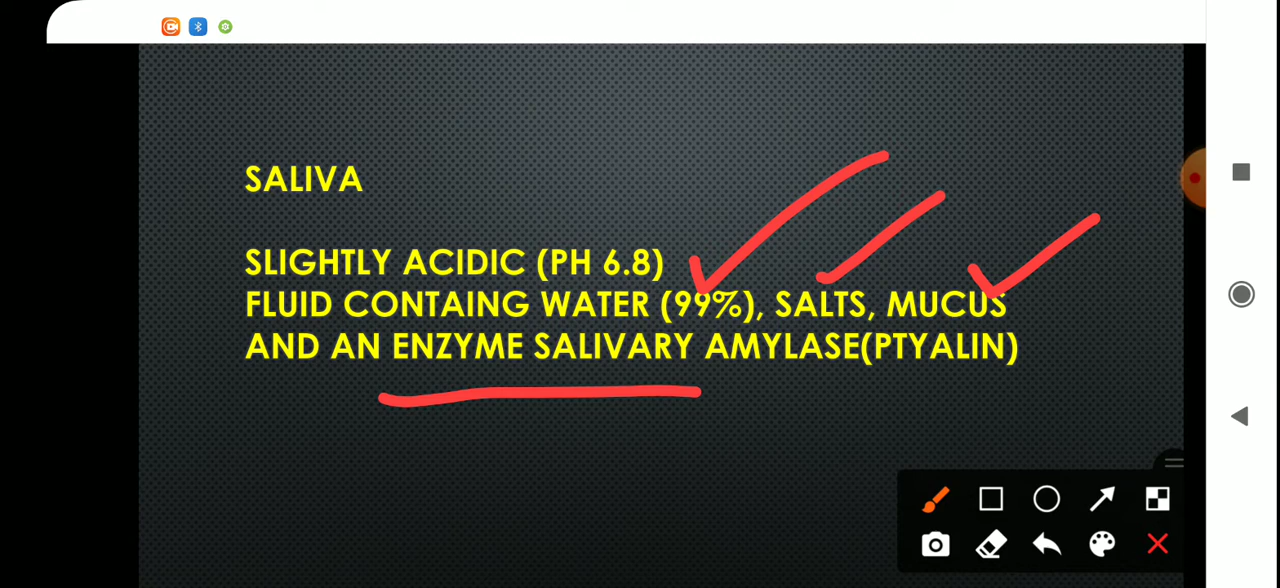 SALIVA
SLIGHTLY ACIDIC (PH 6.8)
FLUID CONTAING WATER (99%), SALTS, MUCUS
AND AN ENZYME SALIVARY AMYLASE(PTYALIN)